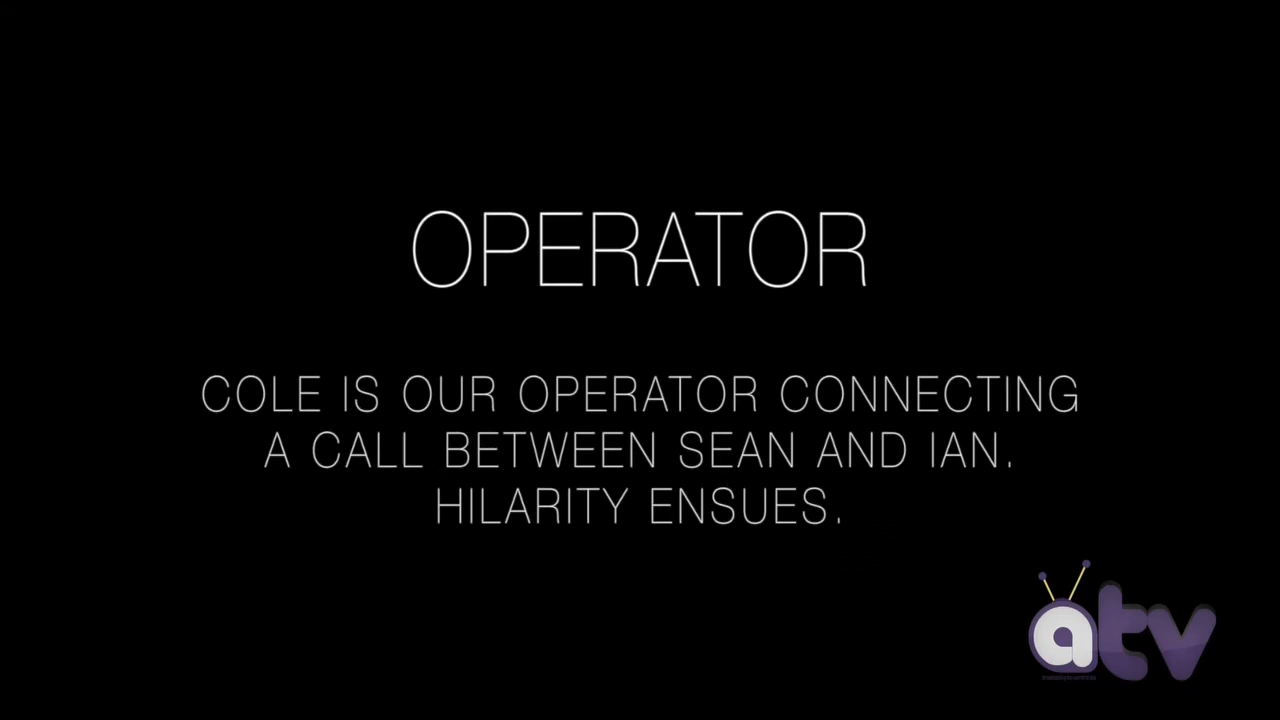 OPERATOR
COLE IS OUR OPERATOR CONNECTING
A CALL BETWEEN SEAN AND IAN.
HILARITY ENSUES.
atv